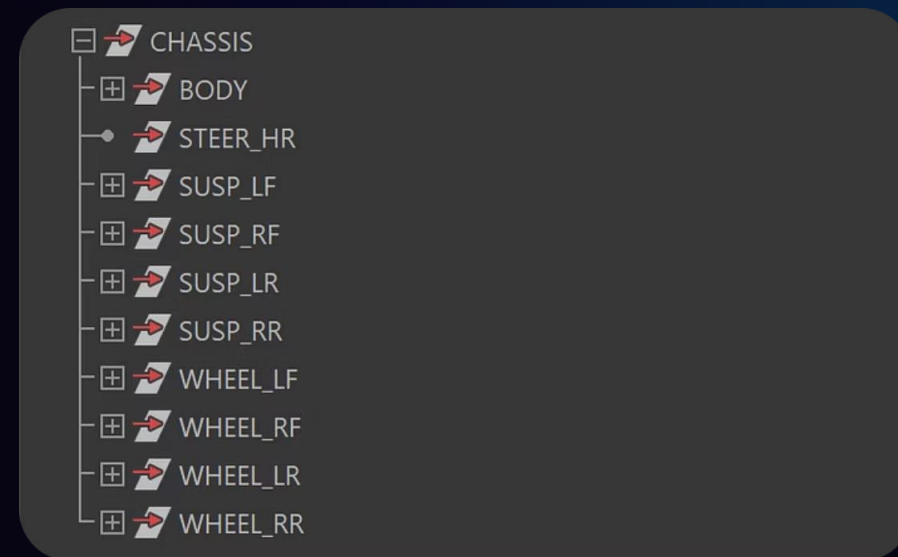 CHASSIS
BODY
STEER_HR
SUSP_LF
SUSP_RF
SUSP_LR
SUSP_RR
WHEEL_LF
WHEEL_RF
WHEEL_LR
WHEEL_RR